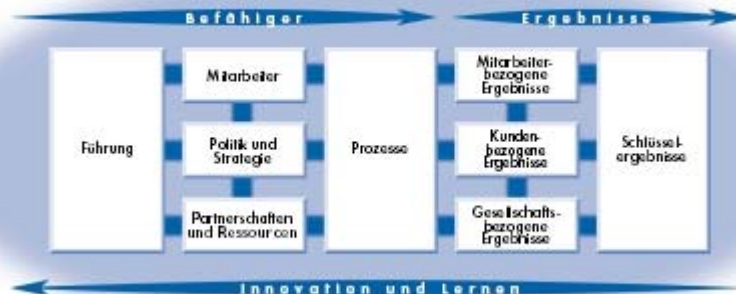 Befähiger
Ergebnisse
Führung
Mitarbeiter
Politik und
Strategie
Partnerschaften
und Ressourcen
Prozesse
Mitarbeiter-
bezogene
Ergebnisse
Kunden-
bezogene
Ergebnisse
Gesellschafts-
bezogene
Ergebnisse
Schlüssel-
ergebnisse
Innovation und Lernen